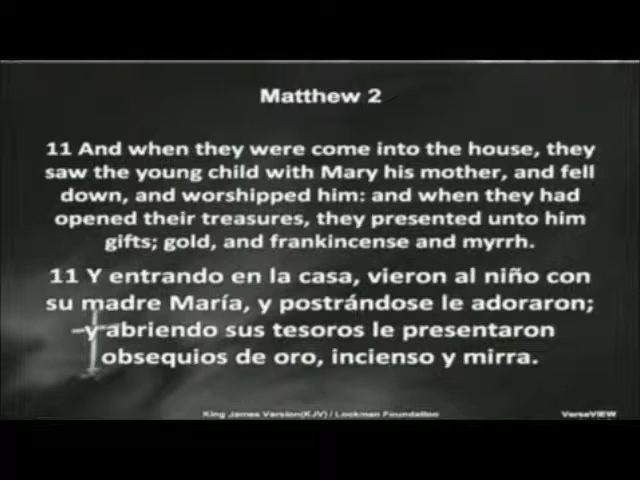 Matthew 2
11 And when they were come into the house, they
saw the young child with Mary his mother, and fell
down, and worshipped him: and when they had
opened their treasures, they presented unto him
gifts; gold, and frankincense and myrrh.
11 Y entrando en la casa, vieron al niño con
su madre María, y postrándose le adoraron;
y abriendo sus tesoros le presentaron
obsequios de oro, incienso y mirra.
King James Version(KJV) / Lockman Foundation
VerseVIEW